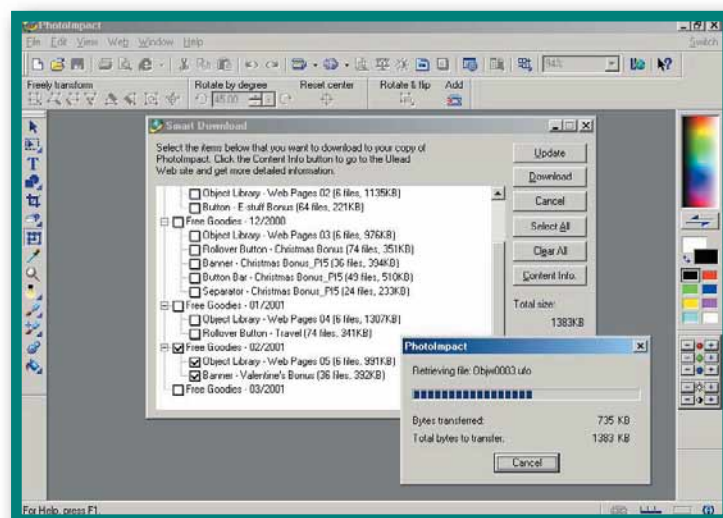 PhotoImpact
File Edit View Web Window Help Switch
94%
Freely transform Rotate by degree Reset center Rotate & flip Add
45.00
Smart Download
Select the items below that you want to download to your copy of
PhotoImpact. Click the Content Info button to go to the Ulead
Web site and get more detailed information.
Object Library - Web Pages 02 (6 files, 1135KB)
Button - E-stuff Bonus (64 files, 221KB)
Free Goodies - 12/2000
Object Library - Web Pages 03 (6 files, 976KB)
Rollover Button - Christmas Bonus (74 files, 351KB)
Banner - Christmas Bonus_PI5 (36 files, 394KB)
Button Bar - Christmas Bonus_PI5 (49 files, 510KB)
Separator - Christmas Bonus_PI5 (24 files, 233KB)
Free Goodies - 01/2001
Object Library - Web Pages 04 (6 files, 1307KB)
Rollover Button - Travel (74 files, 341KB)
Free Goodies - 02/2001
Object Library - Web Pages 05 (6 files, 991KB)
Banner - Valentine's Bonus (36 files, 392KB)
Free Goodies - 03/2001
Update
Download
Cancel
Select All
Clear All
Content Info.
Total size:
1383KB
PhotoImpact
Retrieving file: Objw0003.ufo
Bytes transferred: 735 KB
Total bytes to transfer: 1383 KB
Cancel
For Help, press F1.